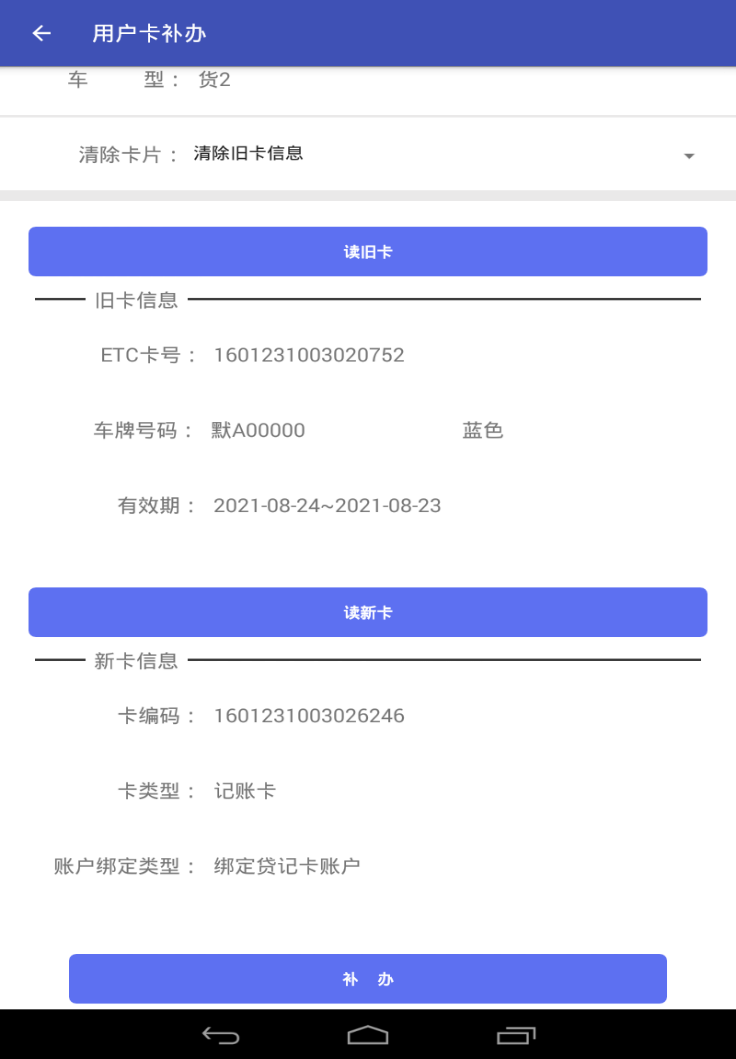 用户卡补办
车 型： 货2
清除卡片： 清除旧卡信息
读旧卡
旧卡信息
ETC卡号： 1601231003020752
车牌号码： 默A00000 蓝色
有效期： 2021-08-24~2021-08-23
读新卡
新卡信息
卡编码： 1601231003026246
卡类型： 记账卡
账户绑定类型： 绑定贷记卡账户
补 办